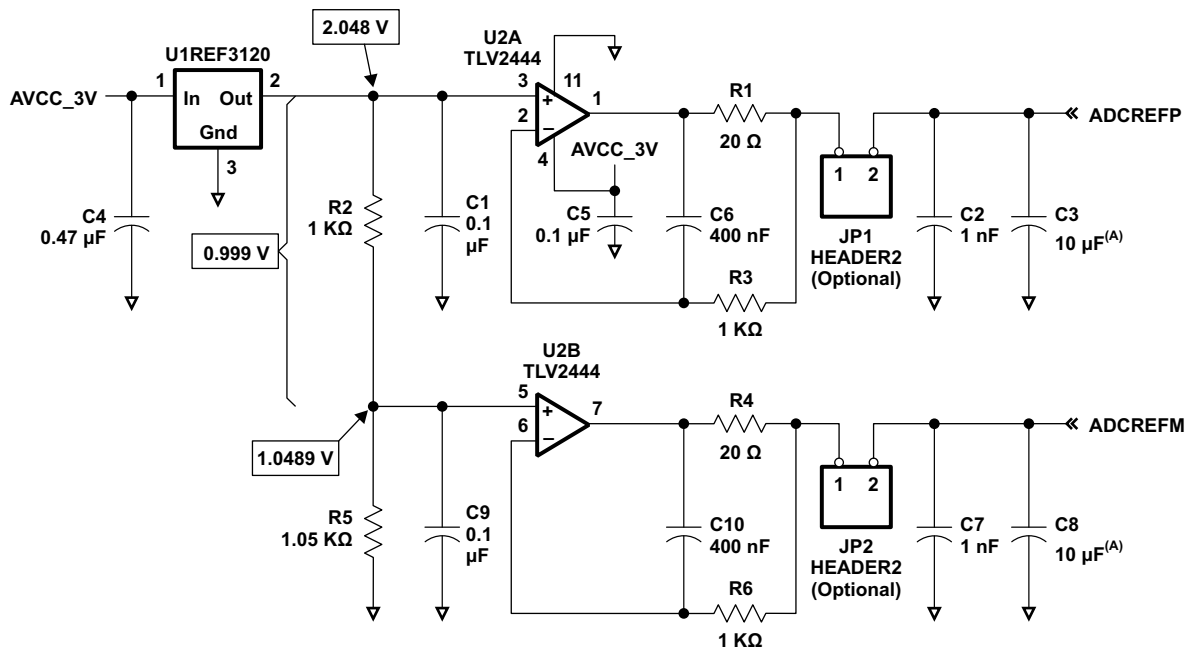 2.048 V
U1REF3120
U2A
TLV2444
1
2
AVCC_3V
In
Out
Gnd
3
3
11
+
2
–
1
4
AVCC_3V
R1
20 Ω
ADCREFP
1
2
JP1
HEADER2
(Optional)
C4
0.47 µF
R2
1 KΩ
C1
0.1
µF
C5
0.1 µF
C6
400 nF
C2
1 nF
C3
10 µF(A)
0.999 V
R3
1 KΩ
U2B
TLV2444
5
+
6
–
7
R4
20 Ω
ADCREFM
1.0489 V
1
2
JP2
HEADER2
(Optional)
R5
1.05 KΩ
C9
0.1
µF
C10
400 nF
C7
1 nF
C8
10 µF(A)
R6
1 KΩ